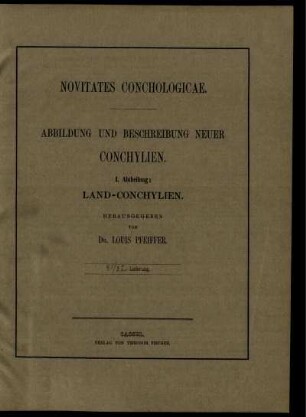 NOVITATES CONCHOLOGICAE.
ABBILDUNG UND BESCHREIBUNG NEUER
CONCHYLIEN.
I. Abtheilung:
LAND-CONCHYLIEN.
HERAUSGEGEBEN
VON
DR. LOUIS PFEIFFER.
Lieferung.
CASSEL,
VERLAG VON THEODOR FISCHER.